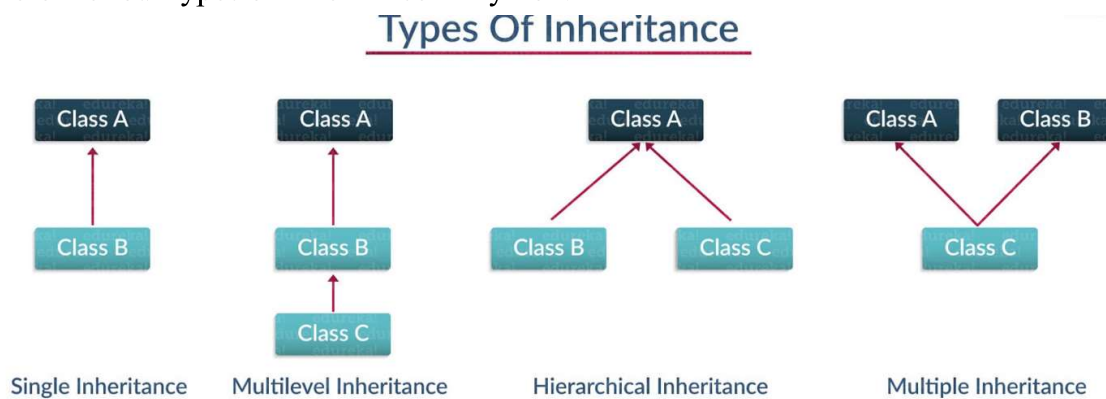 Types Of Inheritance
Class A
Class A
Class A
Class A
Class B
Class B
Class B
Class B
Class C
Class C
Class C
Single Inheritance
Multilevel Inheritance
Hierarchical Inheritance
Multiple Inheritance